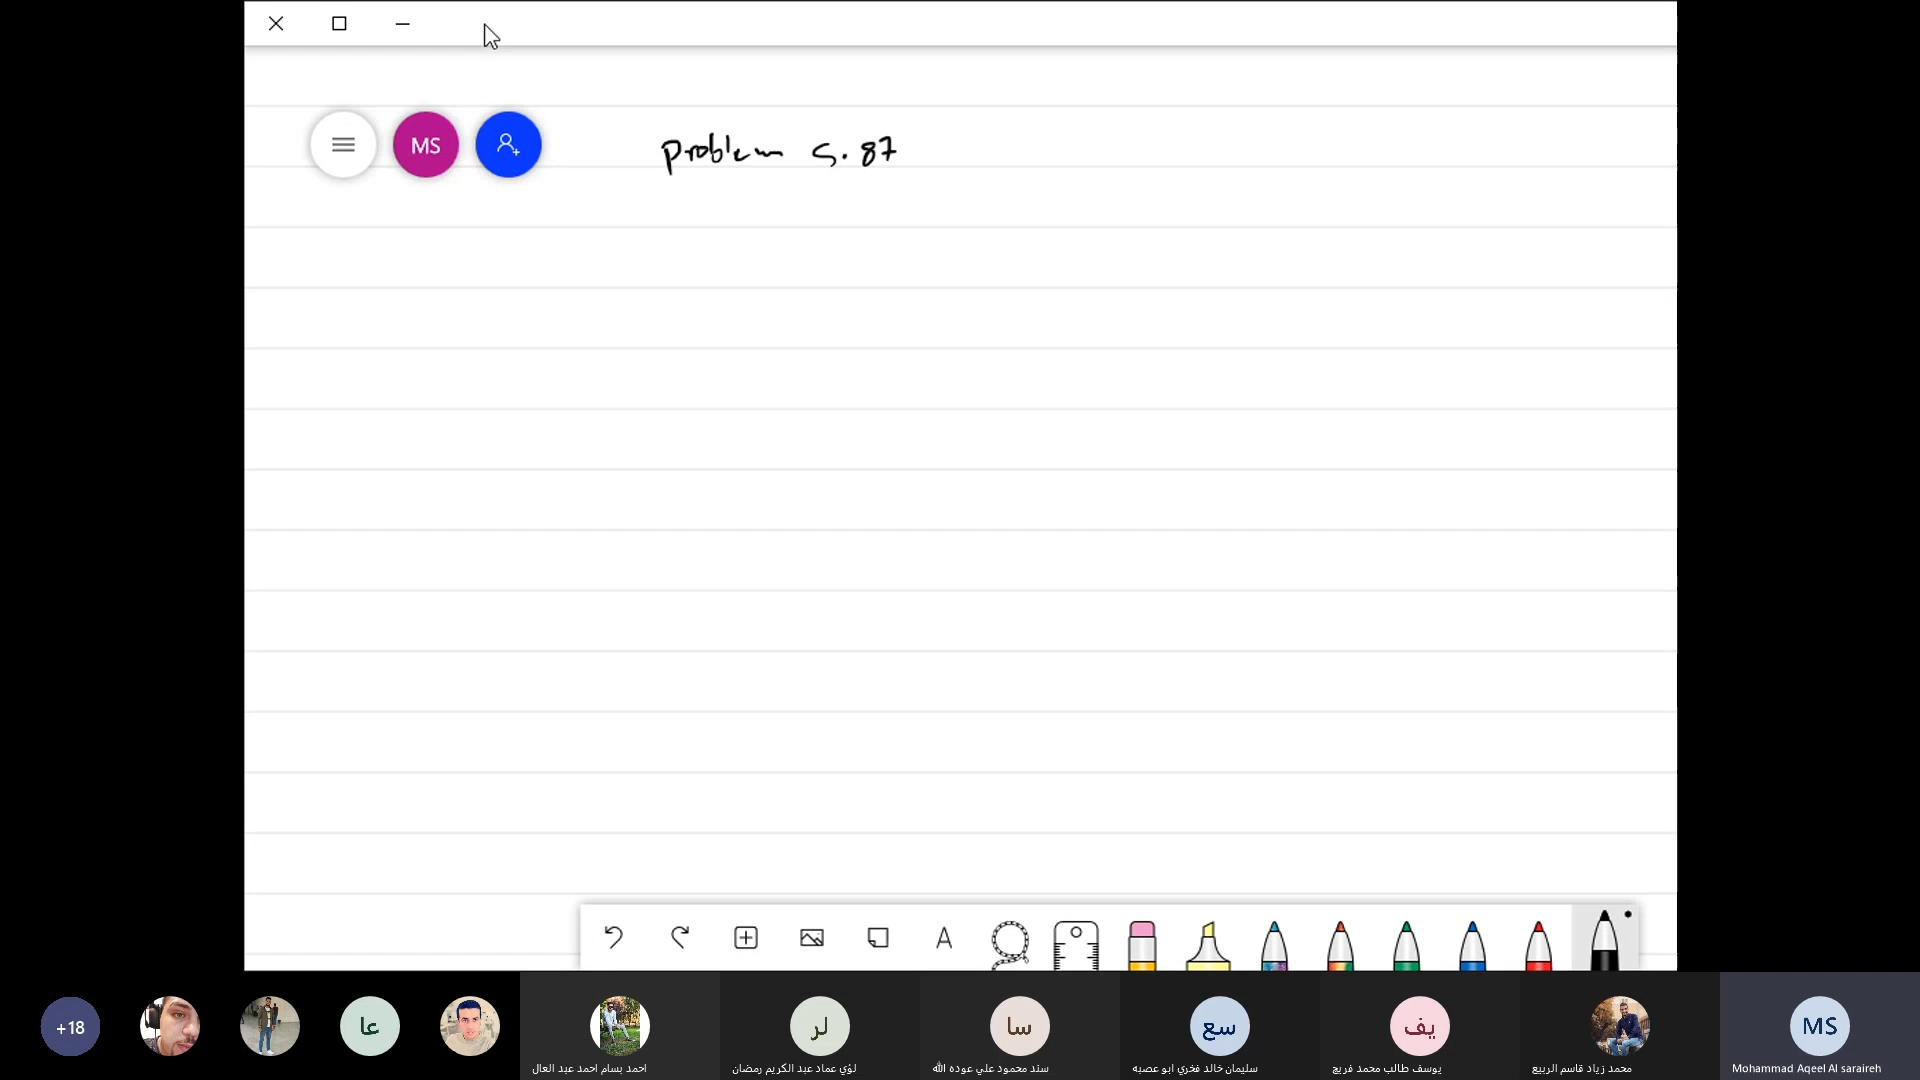 MS
Problem 5.87
A
+18
عا
لر
سا
سع
يف
MS
احمد بسام احمد عبد العال
لؤي عماد عبد الكريم رمضان
سند محمود علي عوده الله
سليمان خالد فخري ابو عصبه
يوسف طالب محمد فريج
محمد زياد قاسم الربيع
Mohammad Aqeel Al saraireh